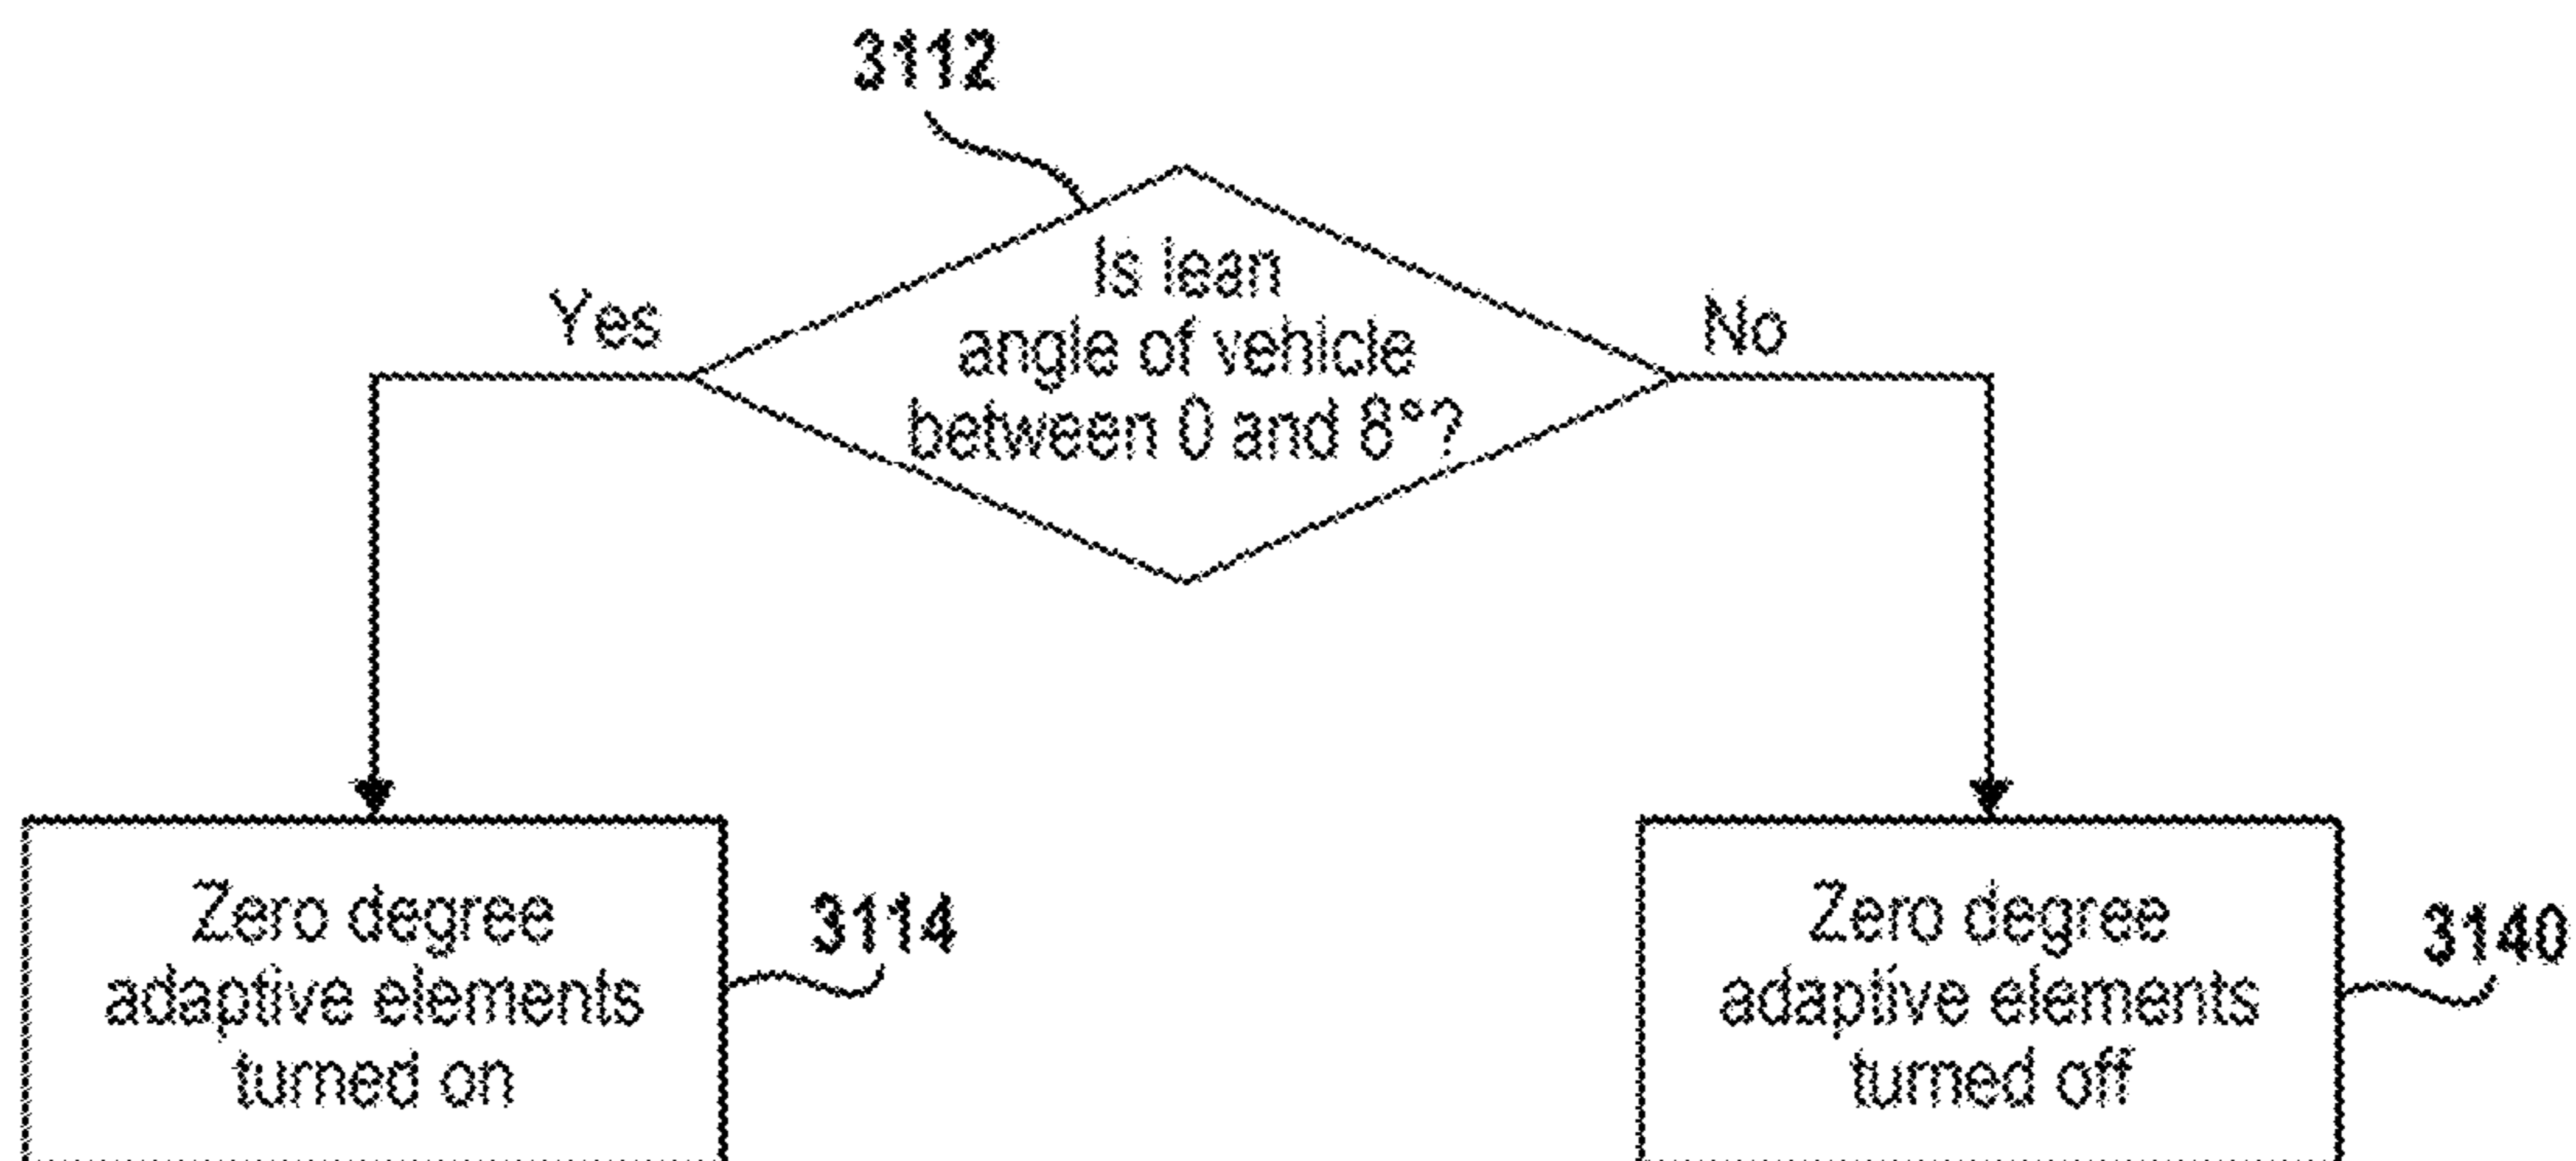 3112
Is lean
angle of vehicle
between 0 and 8°?
Yes
No
Zero degree
adaptive elements
turned on
3114
Zero degree
adaptive elements
turned off
3140